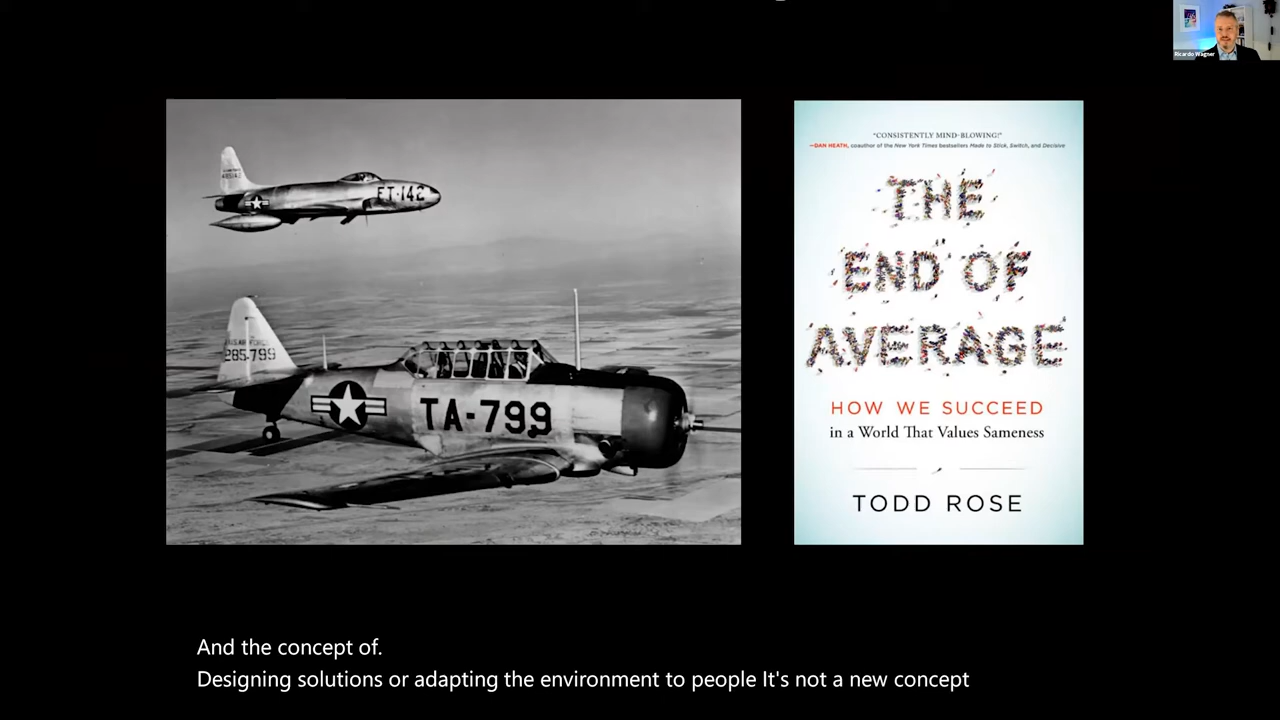 Ricardo Wagner
FT-142
285-799
TA-799
"CONSISTENTLY MIND-BLOWING!"
—DAN HEATH, coauthor of the New York Times bestsellers Made to Stick, Switch, and Decisive
THE
END OF
AVERAGE
HOW WE SUCCEED
in a World That Values Sameness
TODD ROSE
And the concept of.
Designing solutions or adapting the environment to people It's not a new concept